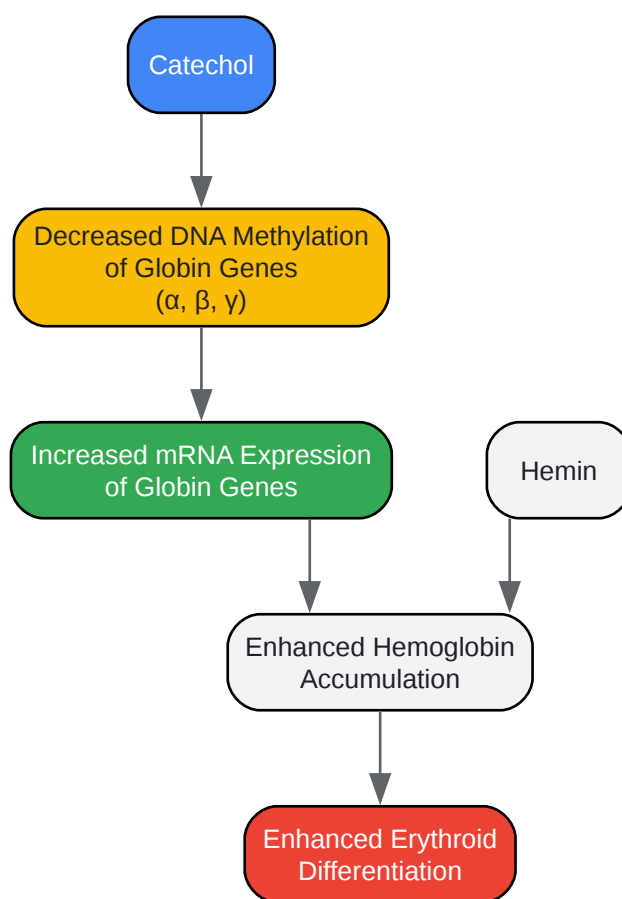 Catechol
Decreased DNA Methylation
of Globin Genes
(α, β, γ)
Increased mRNA Expression
of Globin Genes
Hemin
Enhanced Hemoglobin
Accumulation
Enhanced Erythroid
Differentiation